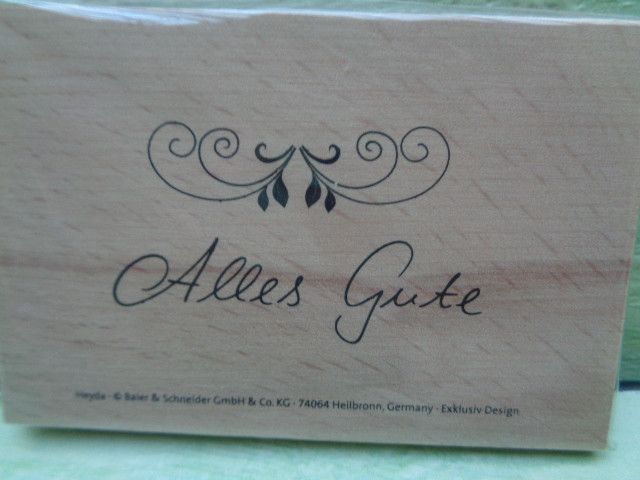 Alles Gute
Heyda · © Baier & Schneider GmbH & Co. KG · 74064 Heilbronn, Germany · Exklusiv Design